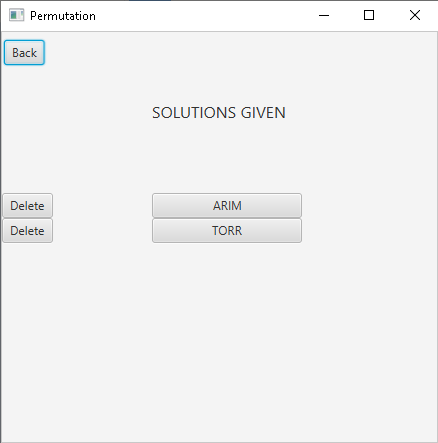 Permutation
Back
SOLUTIONS GIVEN
Delete ARIM
Delete TORR